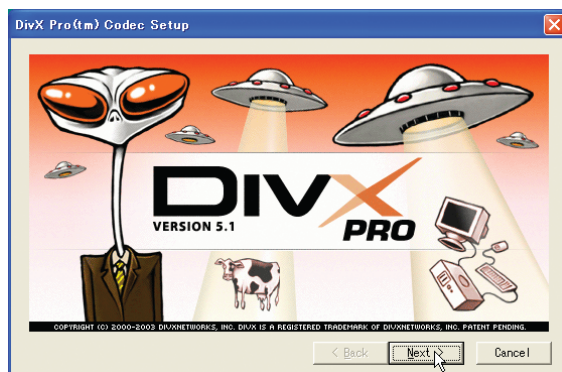 DivX Pro(tm) Codec Setup
DIVX
VERSION 5.1
PRO
COPYRIGHT (C) 2000-2003 DIVXNETWORKS, INC. DIVX IS A REGISTERED TRADEMARK OF DIVXNETWORKS, INC. PATENT PENDING.
< Back Next > Cancel